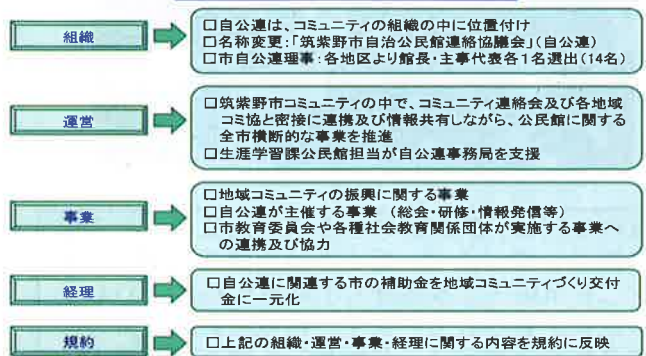 組織
□自公連は、コミュニティの組織の中に位置付け
□名称変更:「筑紫野市自治公民館連絡協議会」(自公連)
□市自公連理事:各地区より館長・主事代表各1名選出(14名)
運営
□筑紫野市コミュニティの中で、コミュニティ連絡会及び各地域
コミ協と密接に連携及び情報共有しながら、公民館に関する
全市横断的な事業を推進
□生涯学習課公民館担当が自公連事務局を支援
事業
□地域コミュニティの振興に関する事業
□自公連が主催する事業 (総会・研修・情報発信等)
□市教育委員会や各種社会教育関係団体が実施する事業へ
の連携及び協力
経理
□自公連に関連する市の補助金を地域コミュニティづくり交付
金に一元化
規約
□上記の組織・運営・事業・経理に関する内容を規約に反映